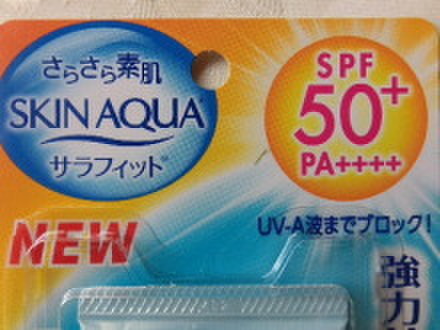 さらさら素肌
SKIN AQUA
サラフィット
SPF
50+
PA++++
NEW
UV-A波までブロック!
強力